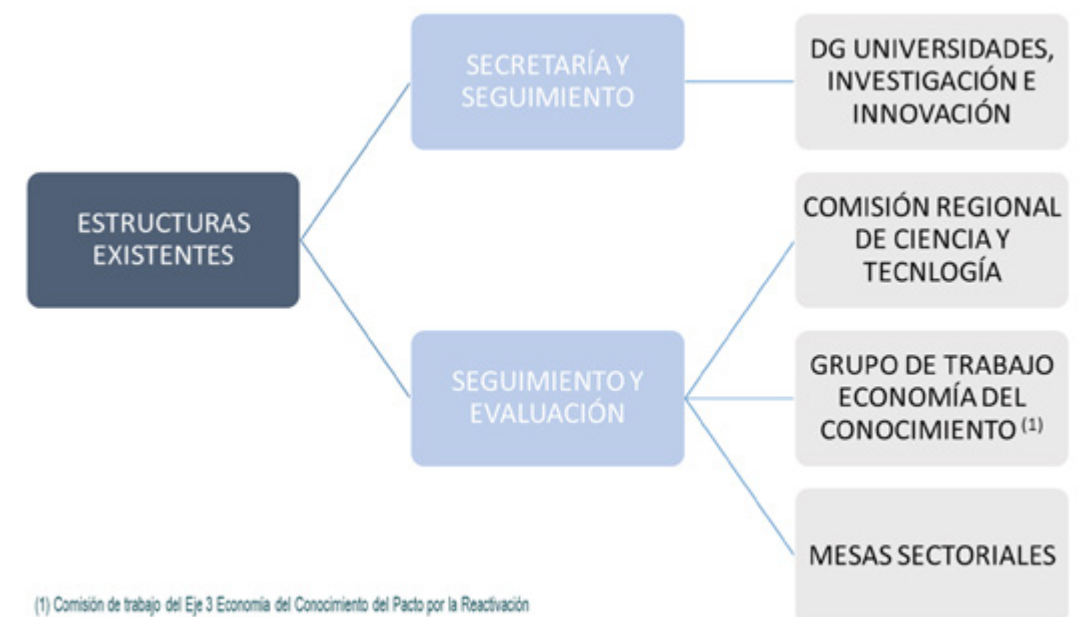 SECRETARÍA Y
SEGUIMIENTO
DG UNIVERSIDADES,
INVESTIGACIÓN E
INNOVACIÓN
ESTRUCTURAS
EXISTENTES
COMISIÓN REGIONAL
DE CIENCIA Y
TECNLOGÍA
SEGUIMIENTO Y
EVALUACIÓN
GRUPO DE TRABAJO
ECONOMÍA DEL
CONOCIMIENTO (1)
MESAS SECTORIALES
(1) Comisión de trabajo del Eje 3 Economía del Conocimiento del Pacto por la Reactivación